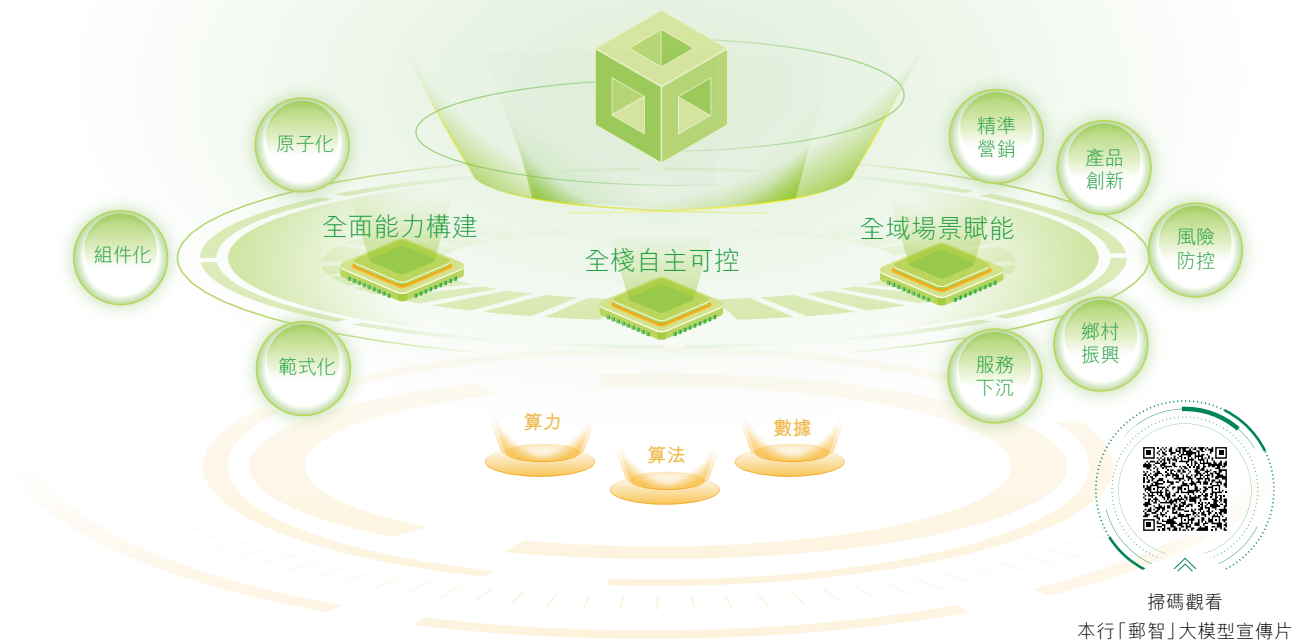 原子化
組件化
範式化
全面能力構建
全棧自主可控
全域場景賦能
精準
營銷
產品
創新
風險
防控
鄉村
振興
服務
下沉
算力
算法
數據
掃碼觀看
本行「郵智」大模型宣傳片